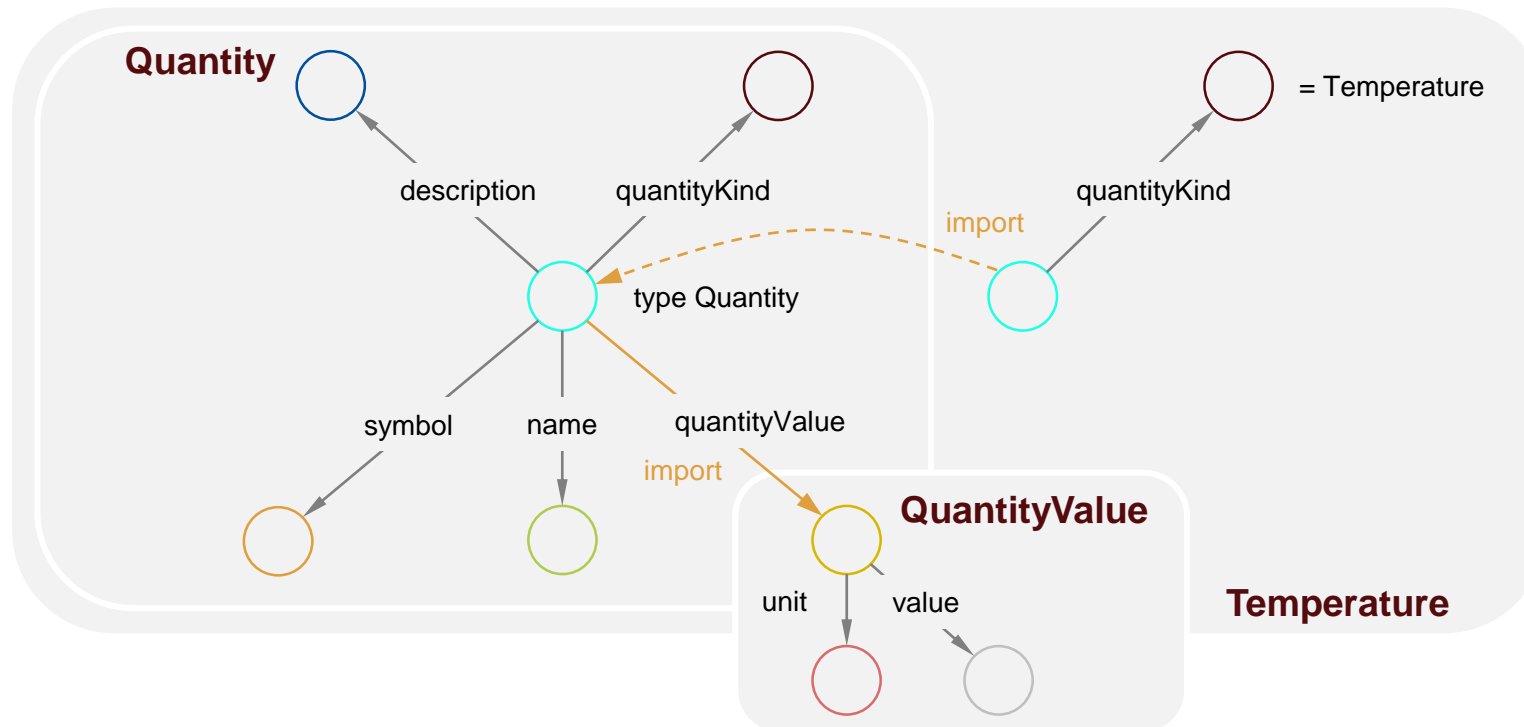 Quantity
= Temperature
description
quantityKind
quantityKind
import
type Quantity
symbol
name
quantityValue
import
QuantityValue
unit
value
Temperature